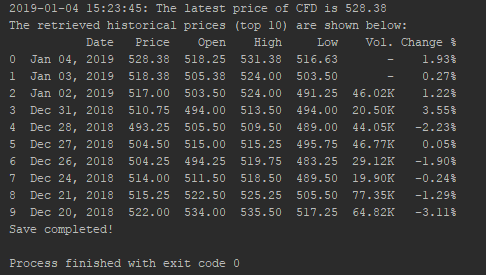 2019-01-04 15:23:45: The latest price of CFD is 528.38
The retrieved historical prices (top 10) are shown below:
Date Price Open High Low Vol. Change %
0 Jan 04, 2019 528.38 518.25 531.38 516.63 - 1.93%
1 Jan 03, 2019 518.38 505.38 524.00 503.50 - 0.27%
2 Jan 02, 2019 517.00 503.50 524.00 491.25 46.02K 1.22%
3 Dec 31, 2018 510.75 494.00 513.50 494.00 20.50K 3.55%
4 Dec 28, 2018 493.25 505.50 509.50 489.00 44.05K -2.23%
5 Dec 27, 2018 504.50 515.00 515.25 495.75 46.77K 0.05%
6 Dec 26, 2018 504.25 494.25 519.75 483.25 29.12K -1.90%
7 Dec 24, 2018 514.00 511.50 518.50 489.50 19.90K -0.24%
8 Dec 21, 2018 515.25 522.50 525.25 505.50 77.35K -1.29%
9 Dec 20, 2018 522.00 534.00 535.50 517.25 64.82K -3.11%
Save completed!
Process finished with exit code 0